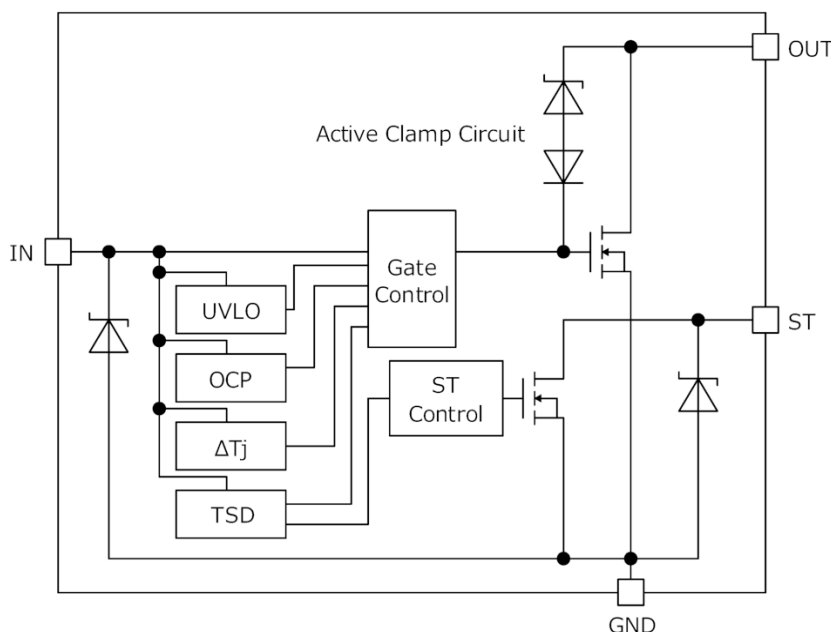 OUT
Active Clamp Circuit
IN
Gate
Control
UVLO
ST
OCP
ST
Control
ΔTj
TSD
GND